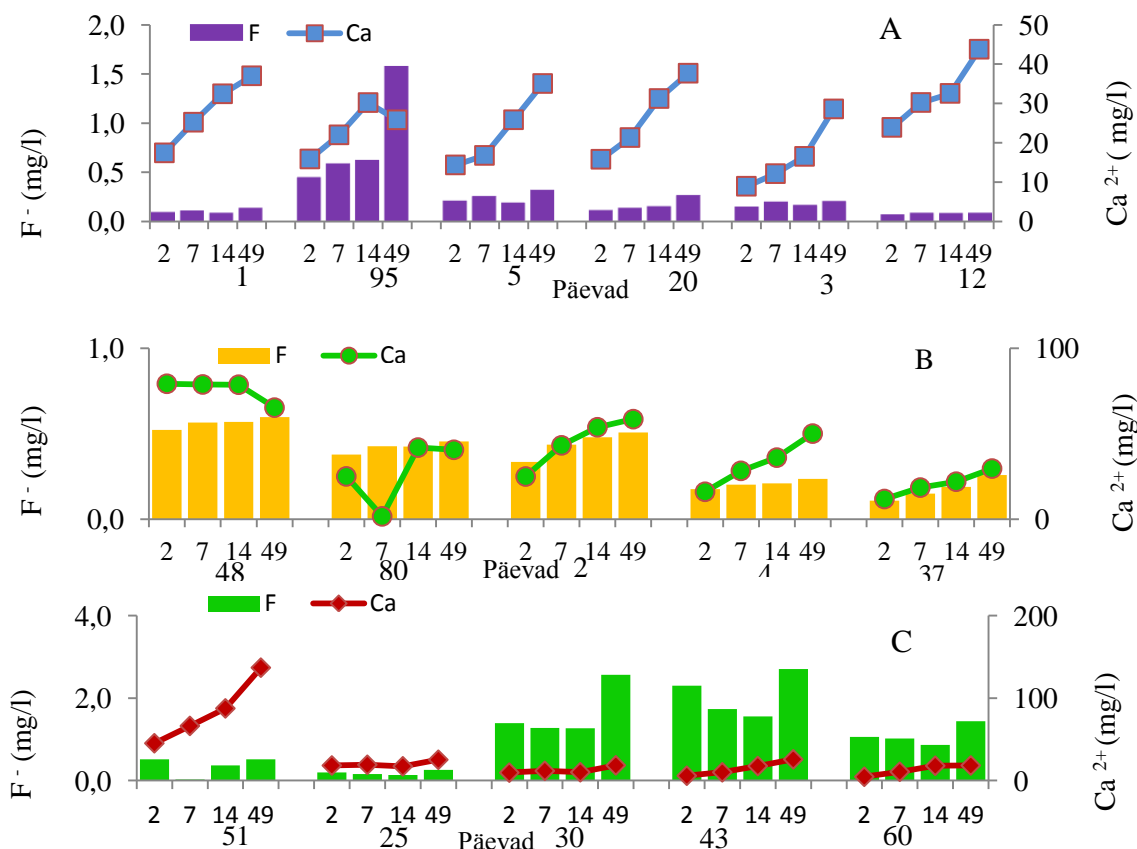 F Ca
A
2,0
1,5
1,0
0,5
0,0
50
40
30
20
10
0
F - (mg/l)
Ca 2+ ( mg/l)
2 7 14 49 2 7 14 49 2 7 14 49 2 7 14 49 2 7 14 49 2 7 14 49
1 95 5 20 3 12
Päevad
F Ca
B
1,0
0,0
100
0
F - (mg/l)
Ca 2+ (mg/l)
2 7 14 49 2 7 14 49 2 7 14 49 2 7 14 49 2 7 14 49
48 80 2 4 37
Päevad
F Ca
C
4,0
2,0
0,0
200
100
0
F - (mg/l)
Ca 2+ (mg/l)
2 7 14 49 2 7 14 49 2 7 14 49 2 7 14 49 2 7 14 49
51 25 30 43 60
Päevad